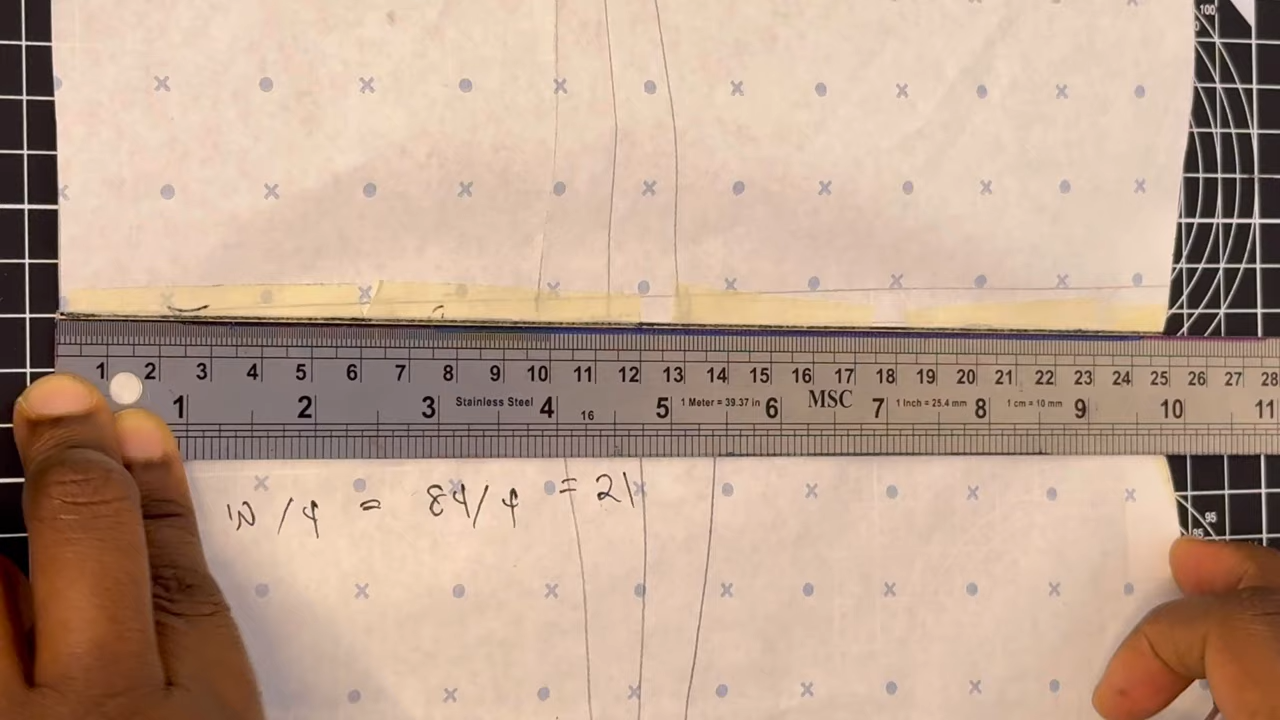 100
1 2 3 4 5 6 7 8 9 10 11 12 13 14 15 16 17 18 19 20 21 22 23 24 25 26 27 28
1 2 3 Stainless Steel 4 16 5 1 Meter = 39.37 in 6 MSC 7 1 Inch = 25.4 mm 8 1 cm = 10 mm 9 10 11
W /4 = 84/4 = 21
95
85